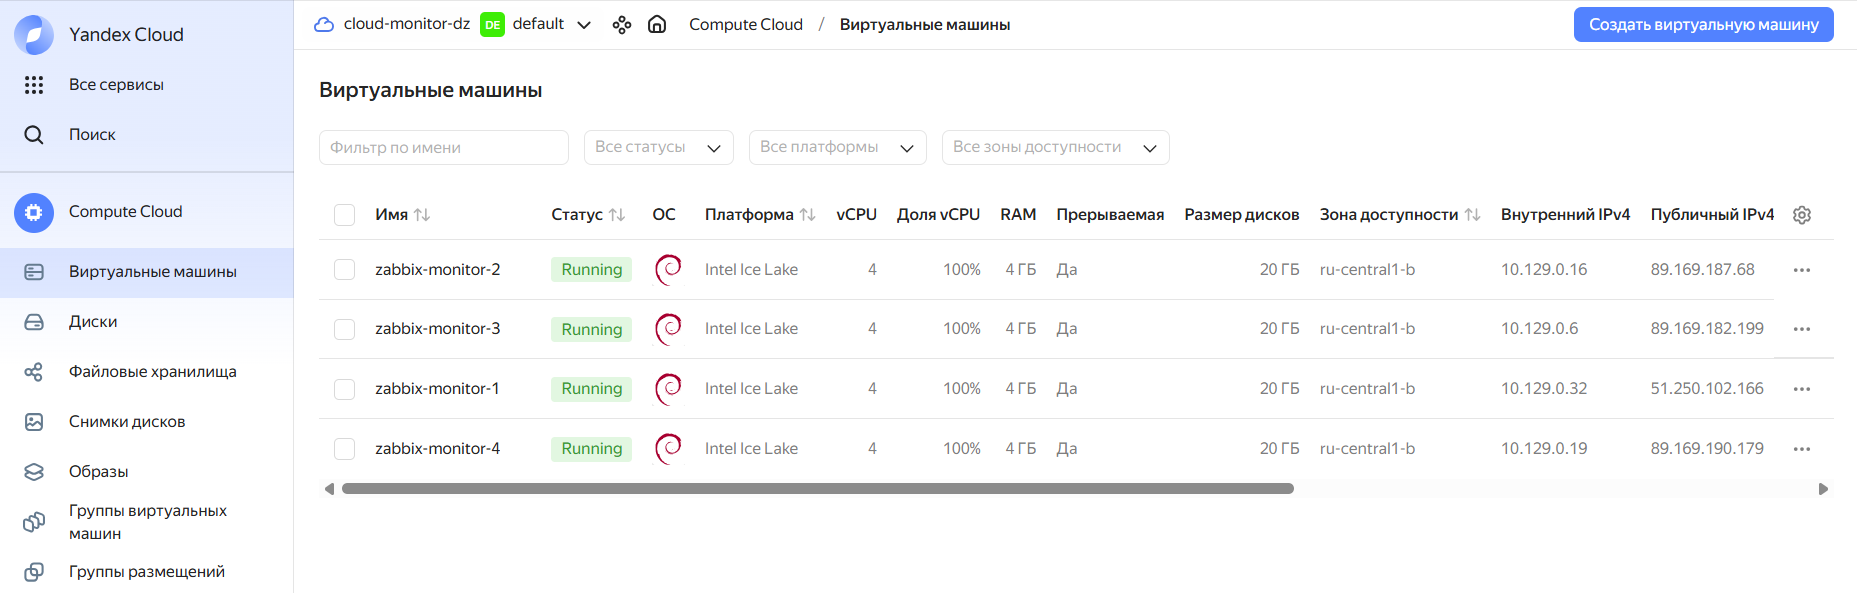 Yandex Cloud
Все сервисы
Поиск
Compute Cloud
Виртуальные машины
Диски
Файловые хранилища
Снимки дисков
Образы
Группы виртуальных
машин
Группы размещений
cloud-monitor-dz DE default Compute Cloud / Виртуальные машины Создать виртуальную машину
Виртуальные машины
Фильтр по имени Все статусы Все платформы Все зоны доступности
Имя Статус ОС Платформа vCPU Доля vCPU RAM Прерываемая Размер дисков Зона доступности Внутренний IPv4 Публичный IPv4
zabbix-monitor-2 Running Intel Ice Lake 4 100% 4 ГБ Да 20 ГБ ru-central1-b 10.129.0.16 89.169.187.68
zabbix-monitor-3 Running Intel Ice Lake 4 100% 4 ГБ Да 20 ГБ ru-central1-b 10.129.0.6 89.169.182.199
zabbix-monitor-1 Running Intel Ice Lake 4 100% 4 ГБ Да 20 ГБ ru-central1-b 10.129.0.32 51.250.102.166
zabbix-monitor-4 Running Intel Ice Lake 4 100% 4 ГБ Да 20 ГБ ru-central1-b 10.129.0.19 89.169.190.179